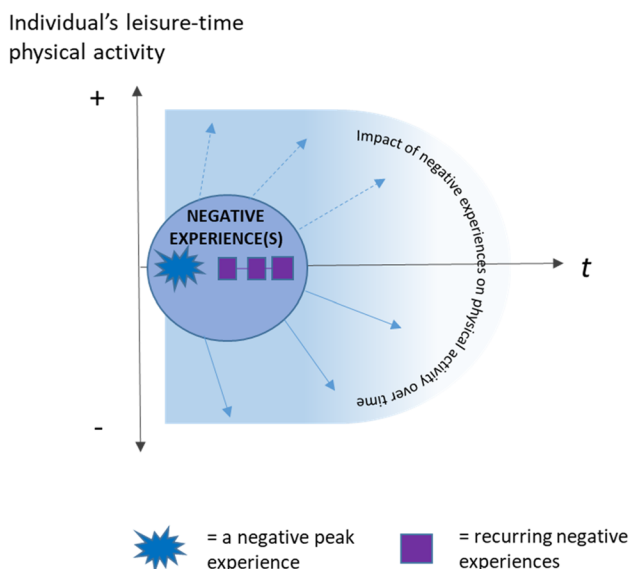 Individual's leisure-time
physical activity
+
NEGATIVE
EXPERIENCE(S)
Impact of negative experiences on physical activity over time
t
-
= a negative peak
experience
= recurring negative
experiences